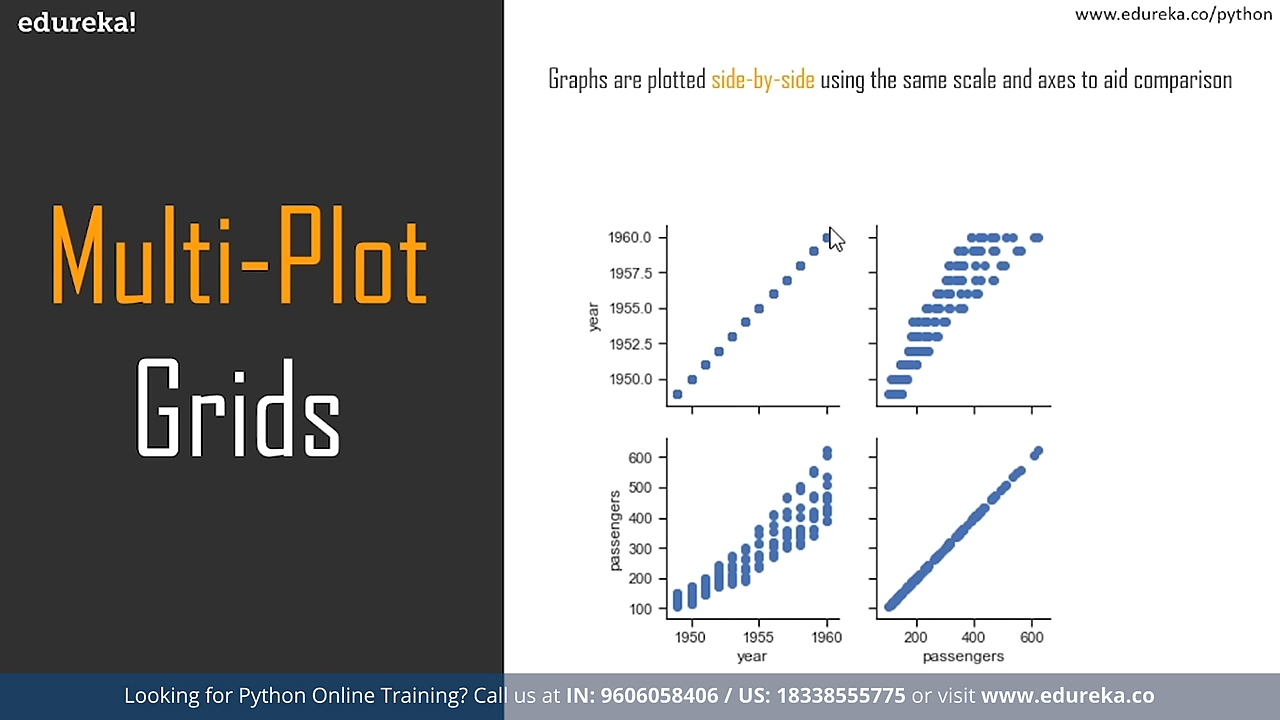 edureka!
www.edureka.co/python
Graphs are plotted side-by-side using the same scale and axes to aid comparison
Multi-Plot
Grids
1960.0
1957.5
1955.0
1952.5
1950.0
year
600
500
400
300
200
100
passengers
1950 1955 1960
year
200 400 600
passengers
Looking for Python Online Training? Call us at IN: 9606058406 / US: 18338555775 or visit www.edureka.co